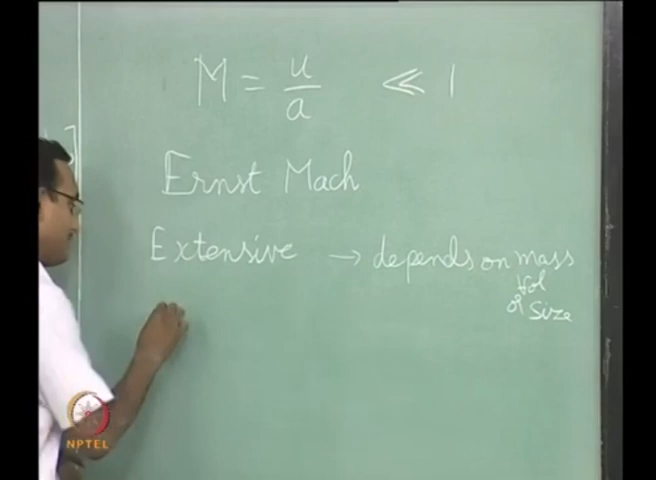 M = u/a << 1
Ernst Mach
Extensive → depends on mass
Vol
or Size
NPTEL